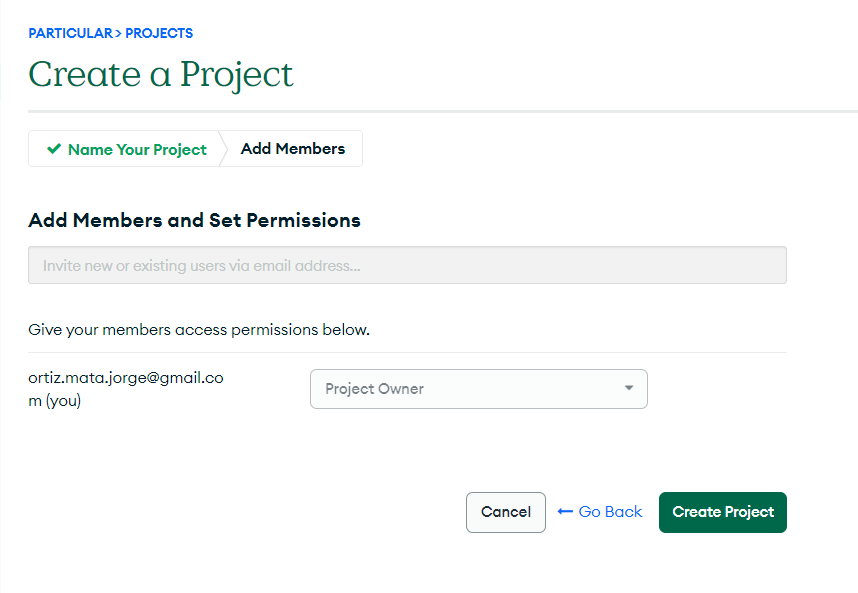 PARTICULAR > PROJECTS
Create a Project
Name Your Project Add Members
Add Members and Set Permissions
Invite new or existing users via email address...
Give your members access permissions below.
ortiz.mata.jorge@gmail.co
m (you)
Project Owner
Cancel Go Back Create Project